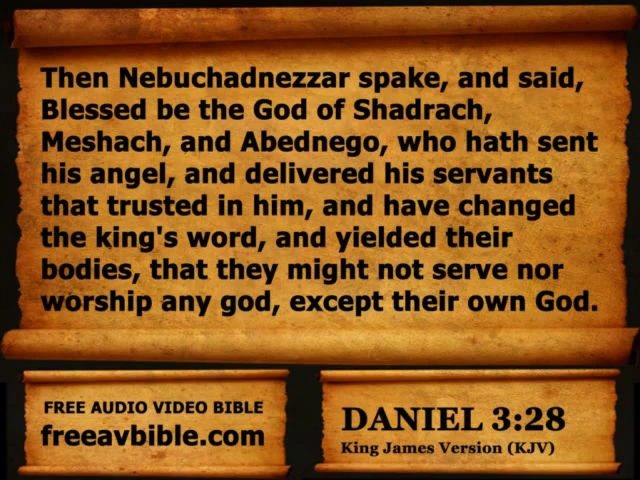 Then Nebuchadnezzar spake, and said,
Blessed be the God of Shadrach,
Meshach, and Abednego, who hath sent
his angel, and delivered his servants
that trusted in him, and have changed
the king's word, and yielded their
bodies, that they might not serve nor
worship any god, except their own God.
FREE AUDIO VIDEO BIBLE
freeavbible.com
DANIEL 3:28
King James Version (KJV)